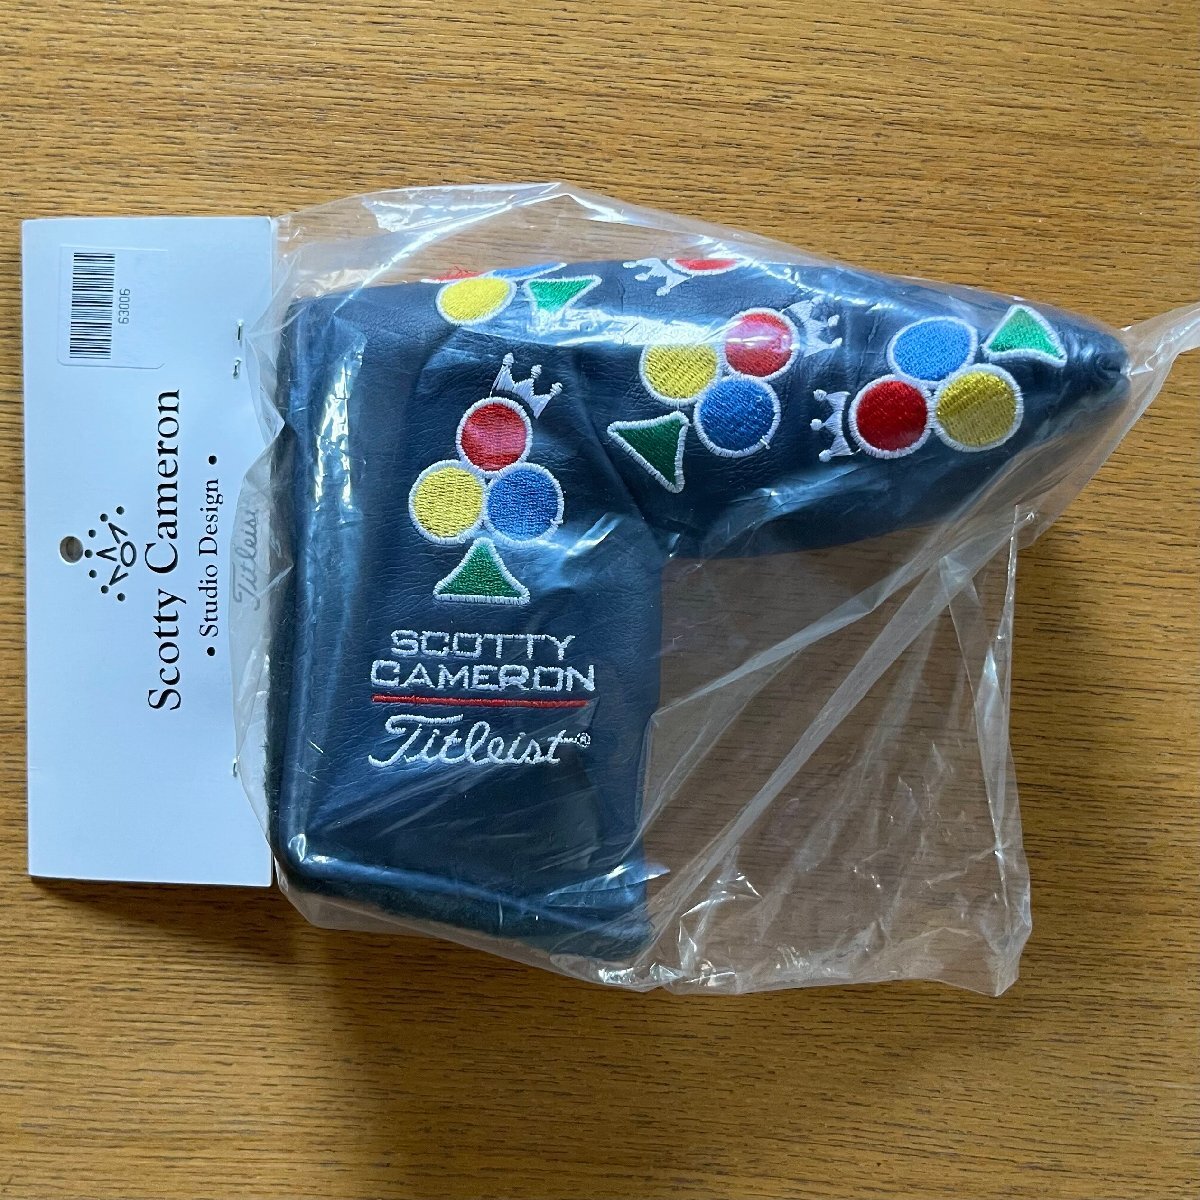 63006
Scotty Cameron
• Studio Design •
Titleist
SCOTTY
CAMERON
Titleist®